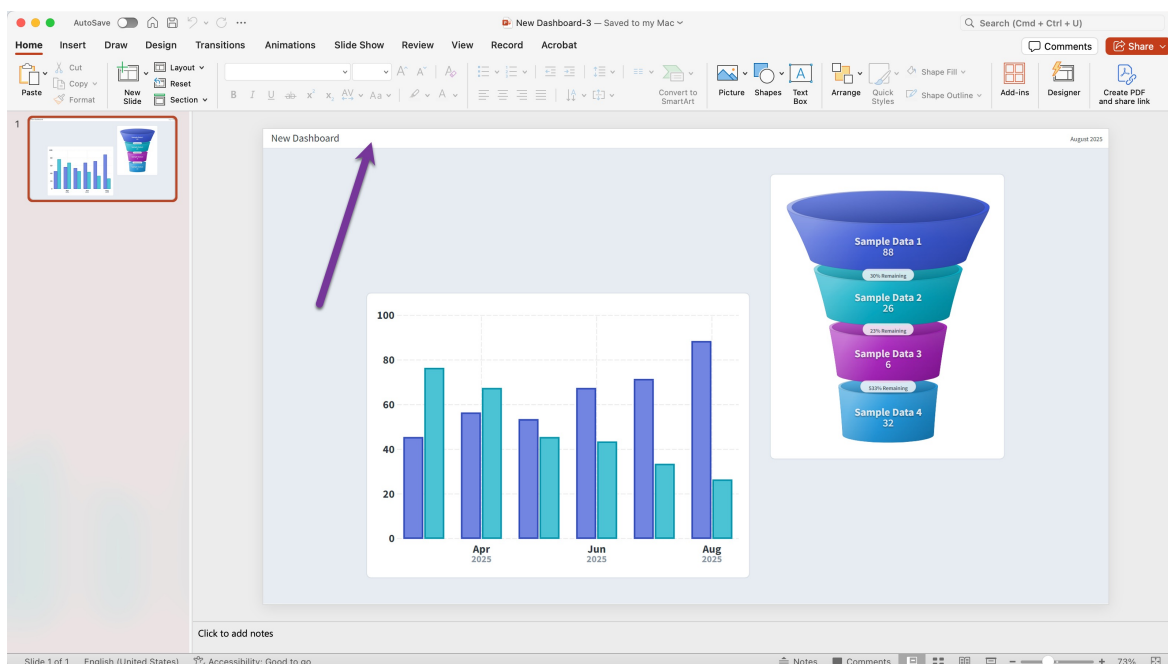 AutoSave
New Dashboard-3 — Saved to my Mac
Search (Cmd + Ctrl + U)
Home Insert Draw Design Transitions Animations Slide Show Review View Record Acrobat
Comments Share
Paste
Cut
Copy
Format
New Slide
Layout
Reset
Section
B I U ab x² x₂ AV Aa A
A^ A˅ A
Convert to SmartArt
Picture
Shapes
A
Text Box
Arrange
Quick Styles
Shape Fill
Shape Outline
Add-ins
Designer
Create PDF and share link
1
New Dashboard
August 2025
Sample Data 1
88
30% Remaining
Sample Data 2
26
23% Remaining
Sample Data 3
6
533% Remaining
Sample Data 4
32
100
80
60
40
20
0
Apr Jun Aug
2025 2025 2025
Click to add notes
Slide 1 of 1 English (United States) Accessibility: Good to go Notes Comments 73%